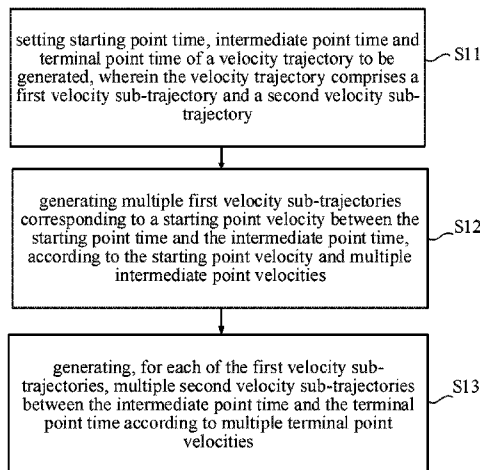 setting starting point time, intermediate point time and
terminal point time of a velocity trajectory to be
generated, wherein the velocity trajectory comprises a
first velocity sub-trajectory and a second velocity sub-
trajectory
S11
generating multiple first velocity sub-trajectories
corresponding to a starting point velocity between the
starting point time and the intermediate point time,
according to the starting point velocity and multiple
intermediate point velocities
S12
generating, for each of the first velocity sub-
trajectories, multiple second velocity sub-trajectories
between the intermediate point time and the terminal
point time according to multiple terminal point
velocities
S13